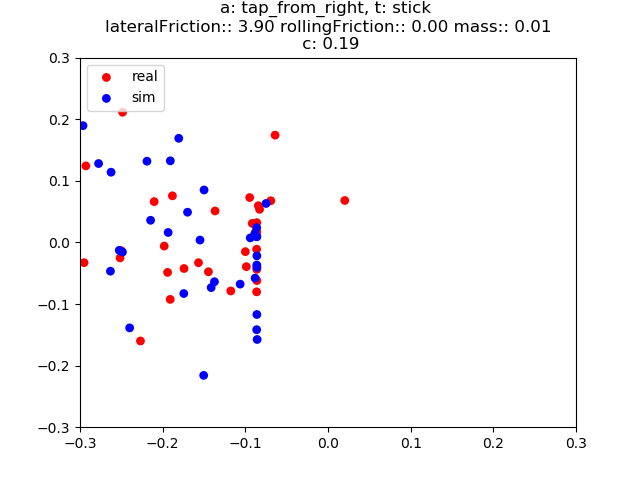 a: tap_from_right, t: stick
lateralFriction:: 3.90 rollingFriction:: 0.00 mass:: 0.01
c: 0.19
real
sim
0.3
0.2
0.1
0.0
−0.1
−0.2
−0.3
−0.3 −0.2 −0.1 0.0 0.1 0.2 0.3